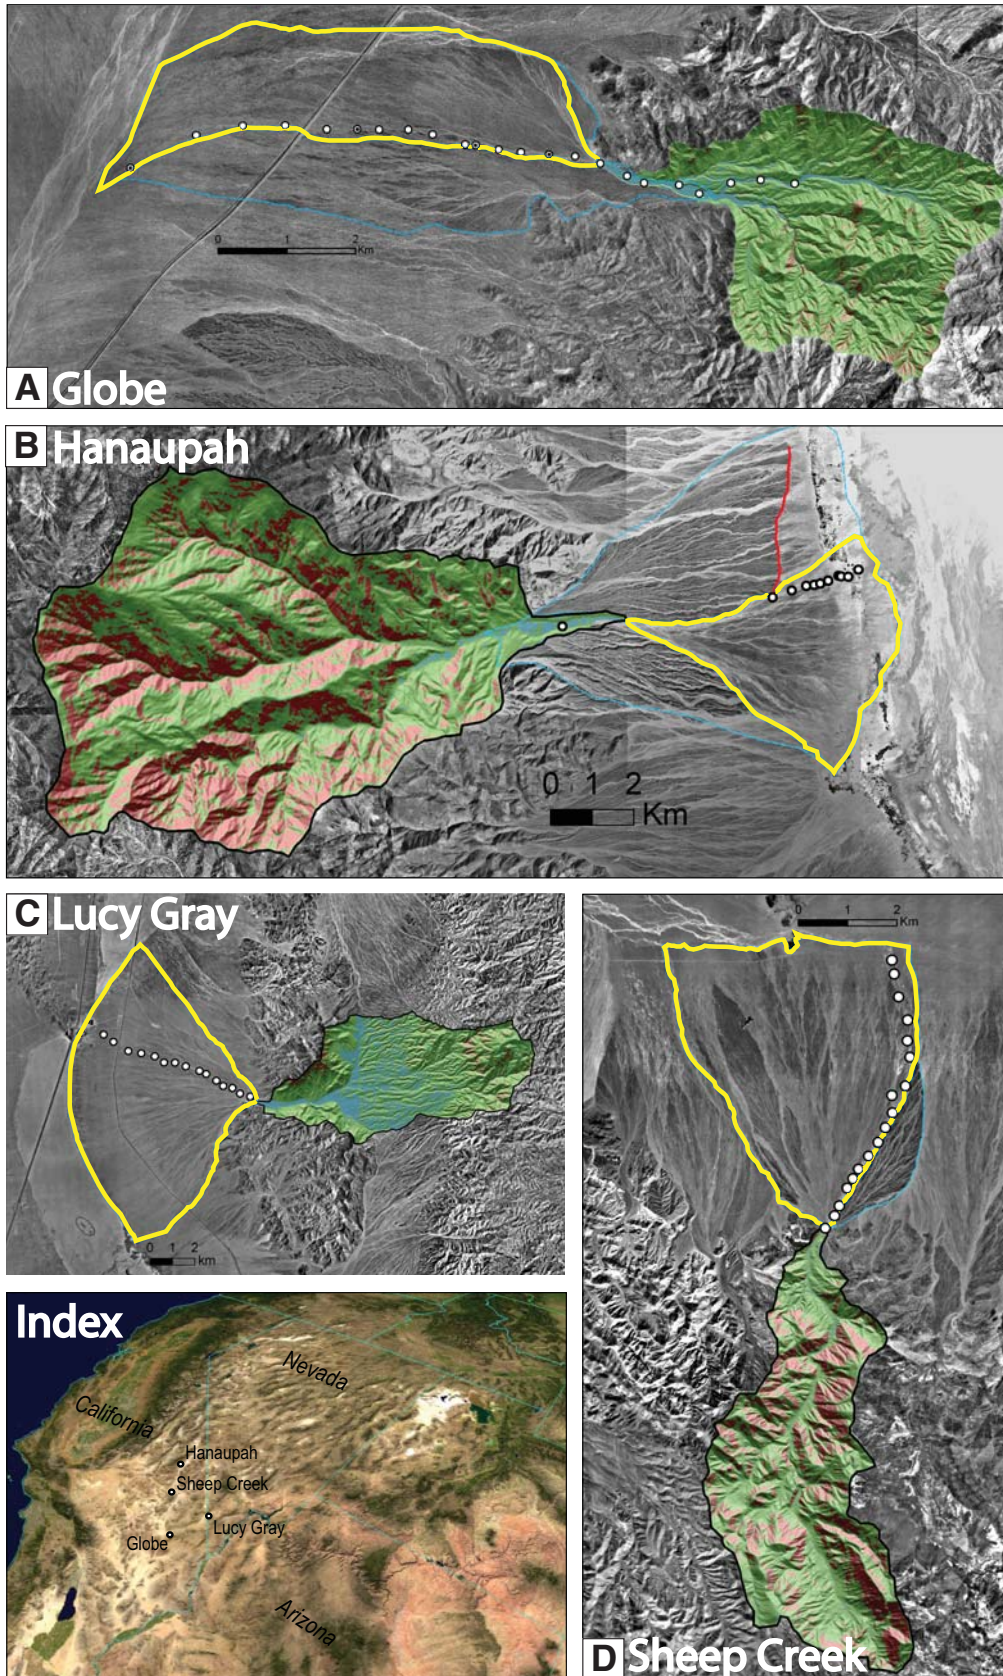 0 1 2
Km
A Globe
B Hanaupah
0 1 2
Km
C Lucy Gray
0 1 2
km
0 1 2
Km
D Sheep Creek
Index
Nevada
California
Hanaupah
Sheep Creek
Lucy Gray
Globe
Arizona